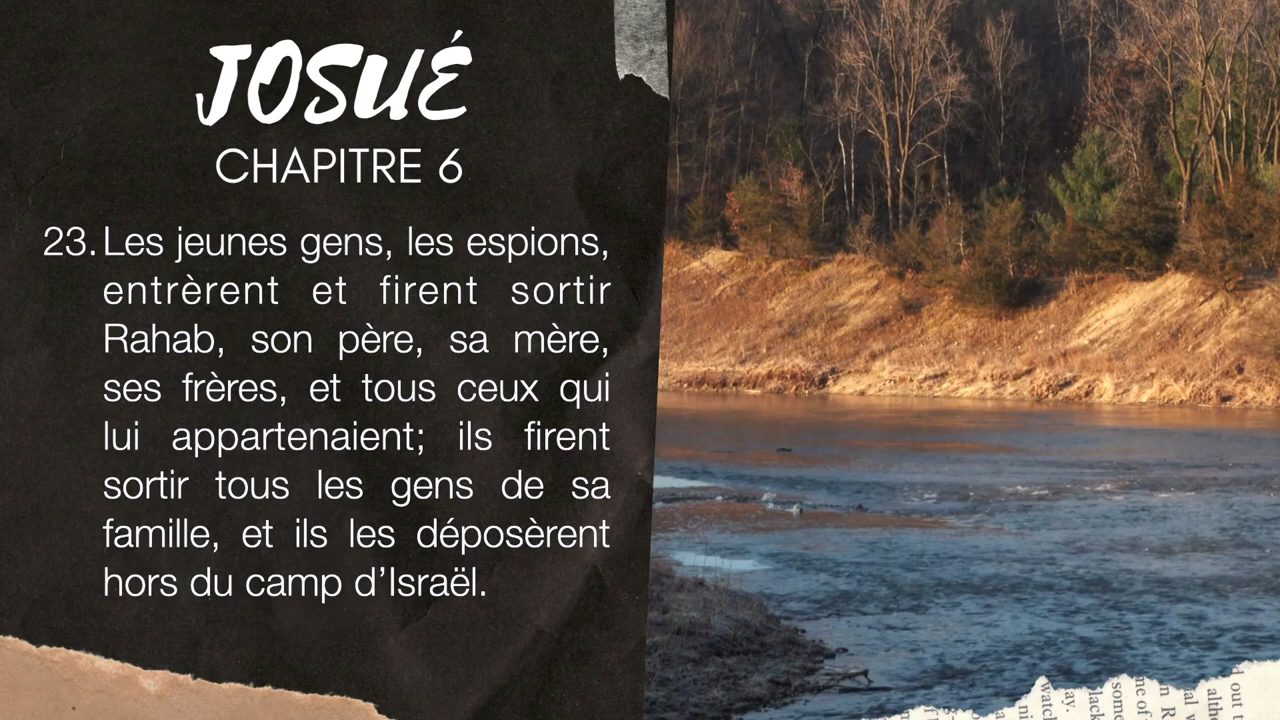 JOSUÉ
CHAPITRE 6
23. Les jeunes gens, les espions,
entrèrent et firent sortir
Rahab, son père, sa mère,
ses frères, et tous ceux qui
lui appartenaient; ils firent
sortir tous les gens de sa
famille, et ils les déposèrent
hors du camp d'Israël.